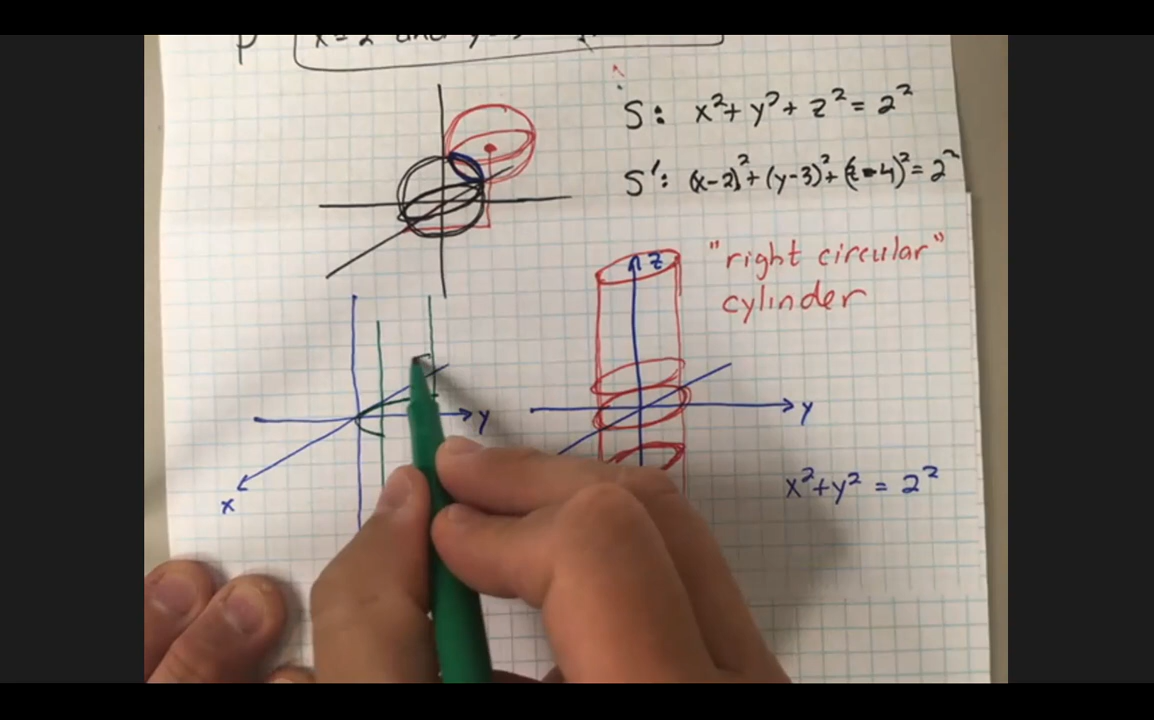 S: x²+ y²+ z² = 2²
S′: (x-2)²+ (y-3)²+ (z-4)² = 2²
"right circular"
cylinder
z
y
y
x
x²+y² = 2²